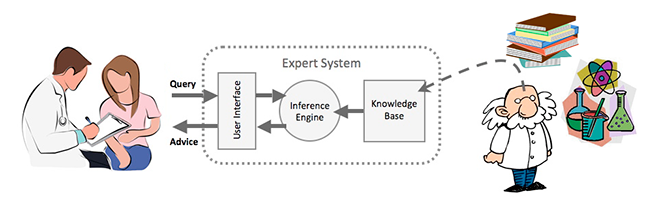 Expert System
Query
Advice
User Interface
Inference
Engine
Knowledge
Base